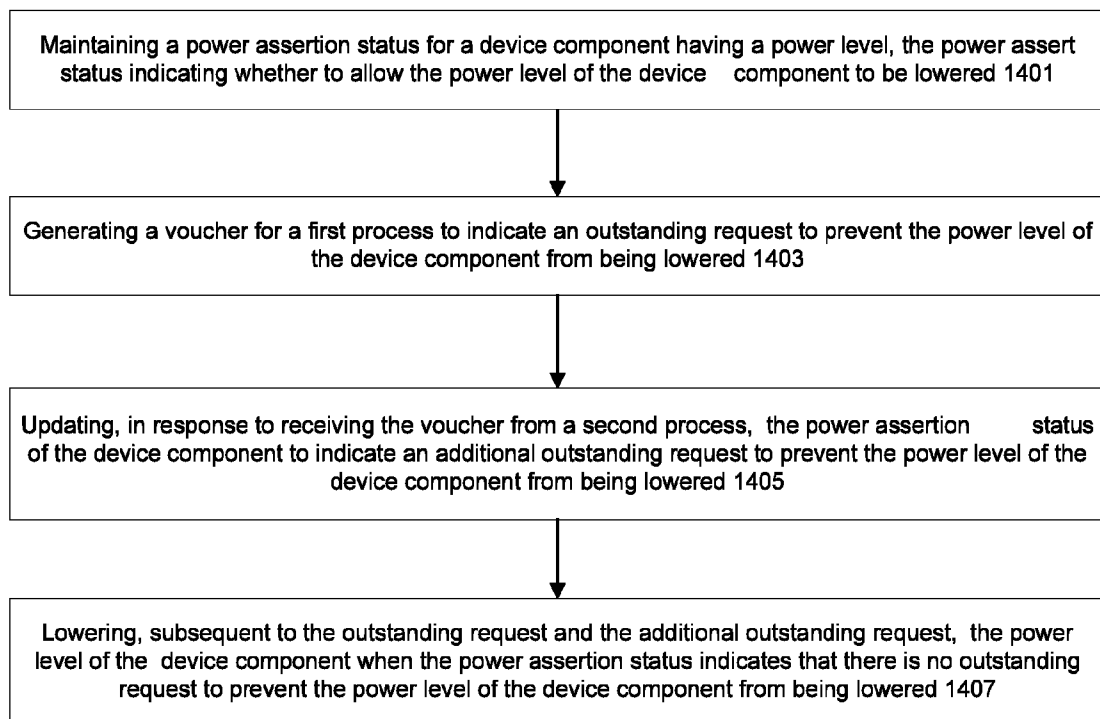 Maintaining a power assertion status for a device component having a power level, the power assert
status indicating whether to allow the power level of the device component to be lowered 1401
Generating a voucher for a first process to indicate an outstanding request to prevent the power level of
the device component from being lowered 1403
Updating, in response to receiving the voucher from a second process, the power assertion status
of the device component to indicate an additional outstanding request to prevent the power level of the
device component from being lowered 1405
Lowering, subsequent to the outstanding request and the additional outstanding request, the power
level of the device component when the power assertion status indicates that there is no outstanding
request to prevent the power level of the device component from being lowered 1407